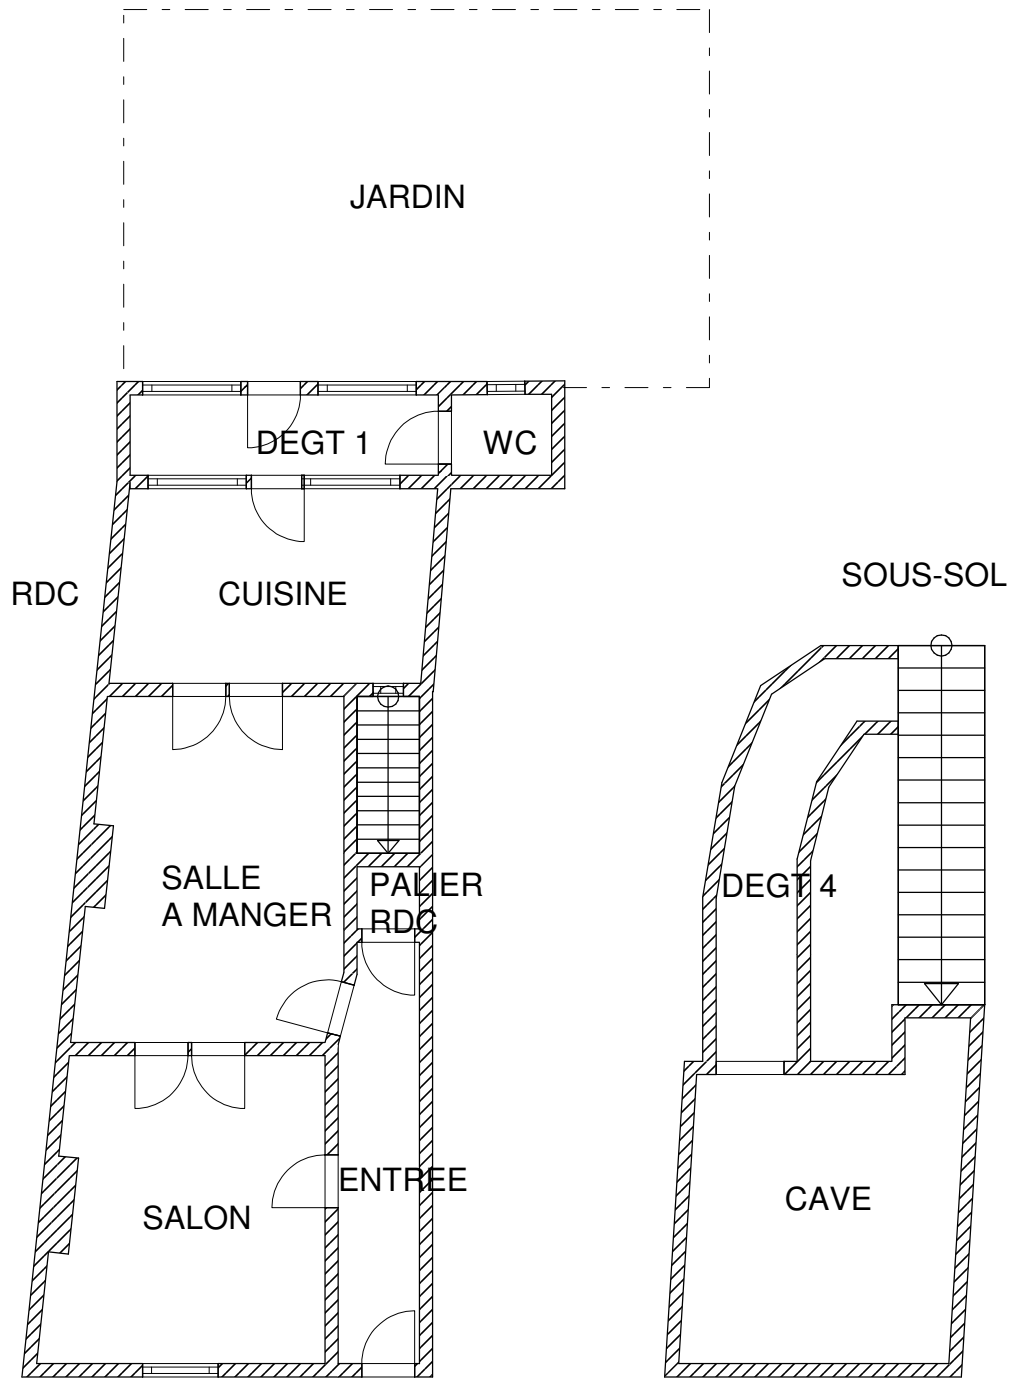 JARDIN
DEGT 1
WC
RDC
CUISINE
SOUS-SOL
SALLE
A MANGER
PALIER
RDC
DEGT 4
ENTREE
SALON
CAVE